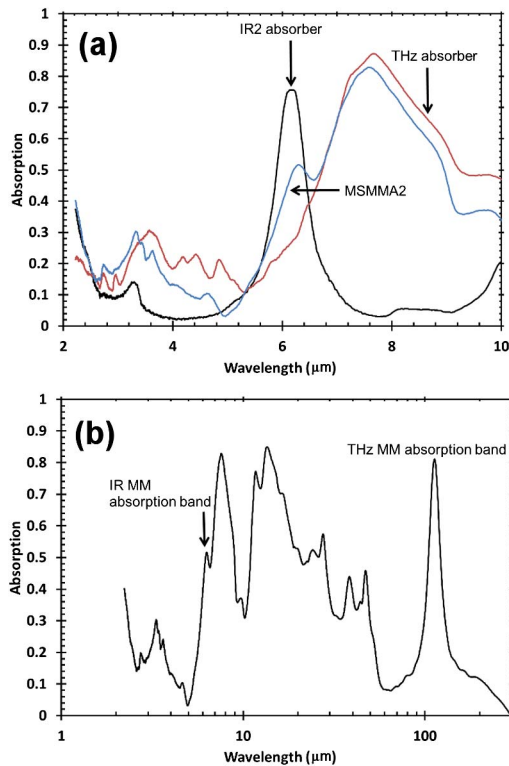 (a)
IR2 absorber
THz absorber
MSMMA2
Absorption
1
0.9
0.8
0.7
0.6
0.5
0.4
0.3
0.2
0.1
0
2 4 6 8 10
Wavelength (μm)
(b)
IR MM
absorption band
THz MM absorption band
Absorption
1
0.9
0.8
0.7
0.6
0.5
0.4
0.3
0.2
0.1
0
1 10 100
Wavelength (μm)